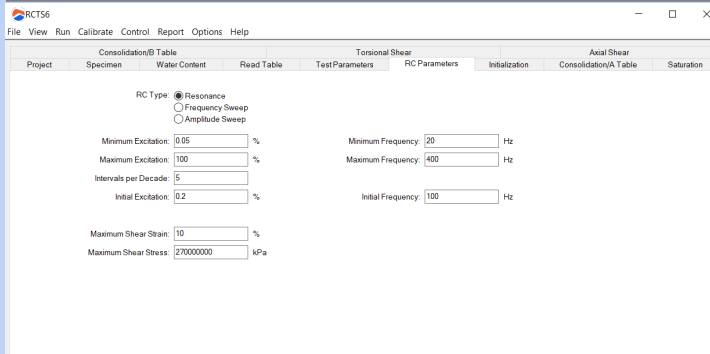 RCTS6
File View Run Calibrate Control Report Options Help
Consolidation/B Table Torsional Shear Axial Shear
Project Specimen Water Content Read Table Test Parameters RC Parameters Initialization Consolidation/A Table Saturation
RC Type: Resonance
Frequency Sweep
Amplitude Sweep
Minimum Excitation: 0.05 % Minimum Frequency: 20 Hz
Maximum Excitation: 100 % Maximum Frequency: 400 Hz
Intervals per Decade: 5
Initial Excitation: 0.2 % Initial Frequency: 100 Hz
Maximum Shear Strain: 10 %
Maximum Shear Stress: 270000000 kPa